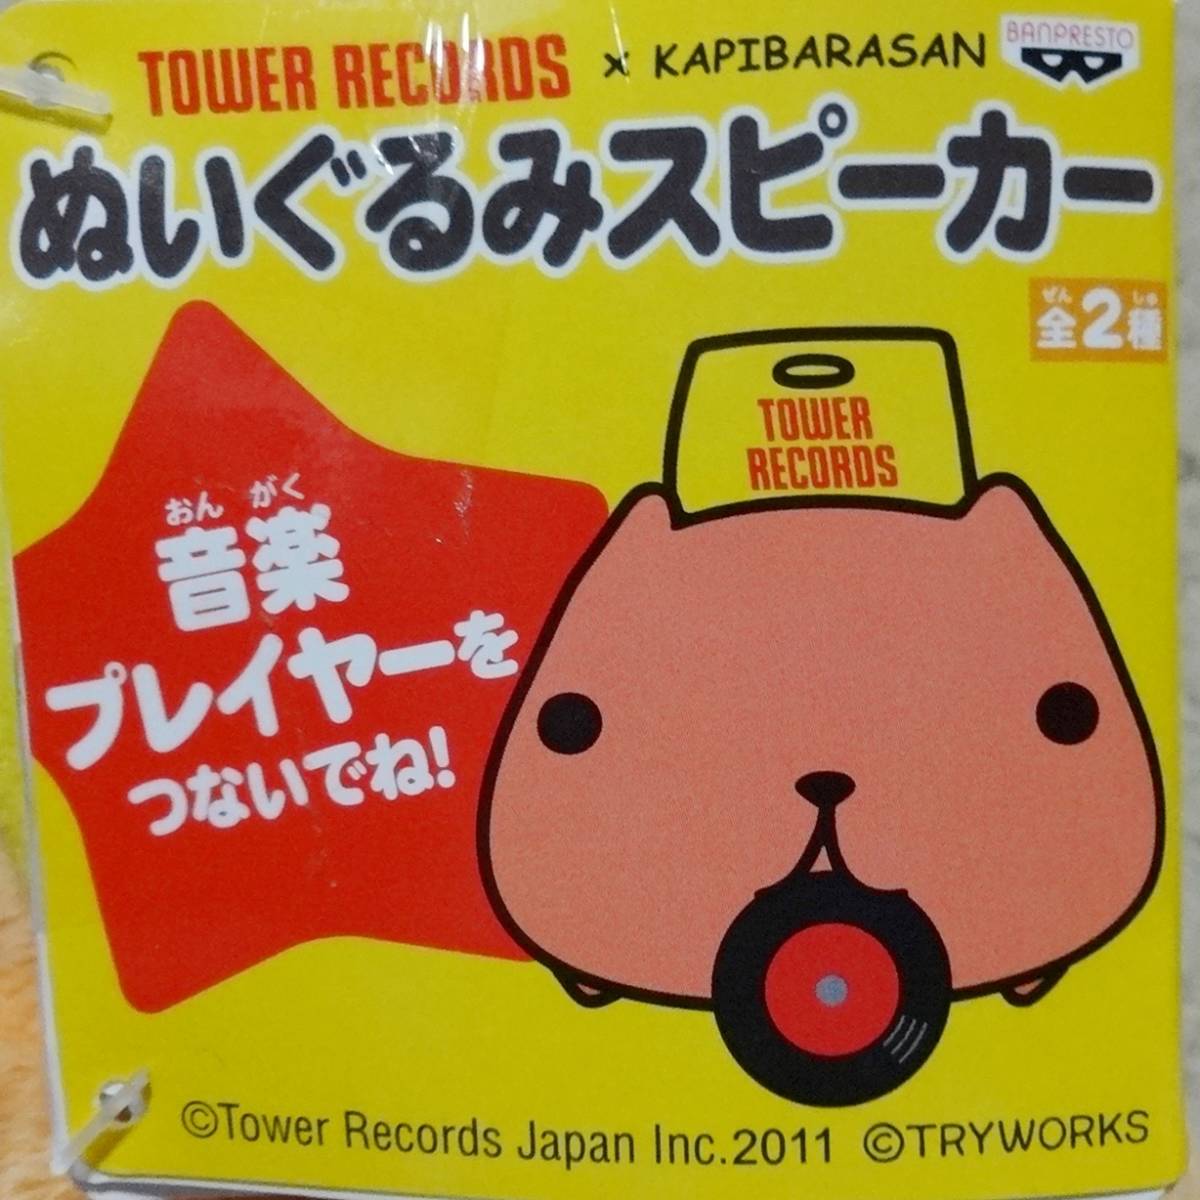 TOWER RECORDS × KAPIBARASAN BANPRESTO
ぬいぐるみスピーカー
ぜん しゅ
全2種
TOWER
RECORDS
おん がく
音楽
プレイヤーを
つないでね!
©Tower Records Japan Inc.2011 ©TRYWORKS